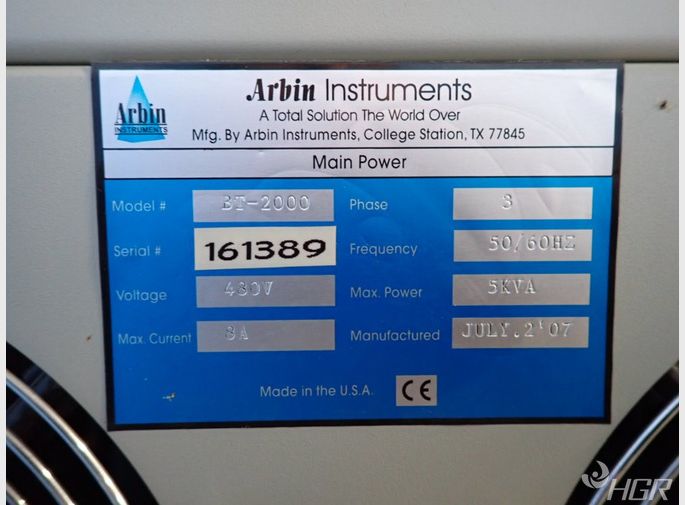 Arbin
INSTRUMENTS
Arbin Instruments
A Total Solution The World Over
Mfg. By Arbin Instruments, College Station, TX 77845
Main Power
Model # BT-2000 Phase 3
Serial # 161389 Frequency 50/60HZ
Voltage 480V Max. Power 5KVA
Max. Current 8A Manufactured JULY.2'07
Made in the U.S.A. CE
HGR